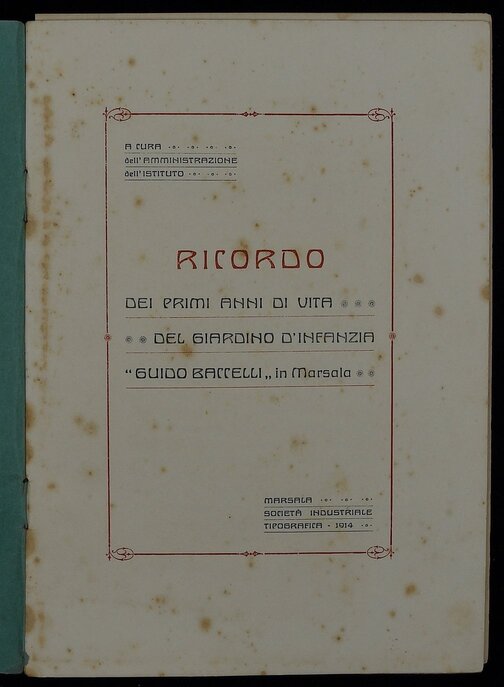 A CURA
dell'AMMINISTRAZIONE
dell'ISTITUTO
RICORDO
DEI PRIMI ANNI DI VITA
DEL GIARDINO D'INFANZIA
“GUIDO BACCELLI„ in Marsala
MARSALA
SOCIETÀ INDUSTRIALE
TIPOGRAFICA - 1914